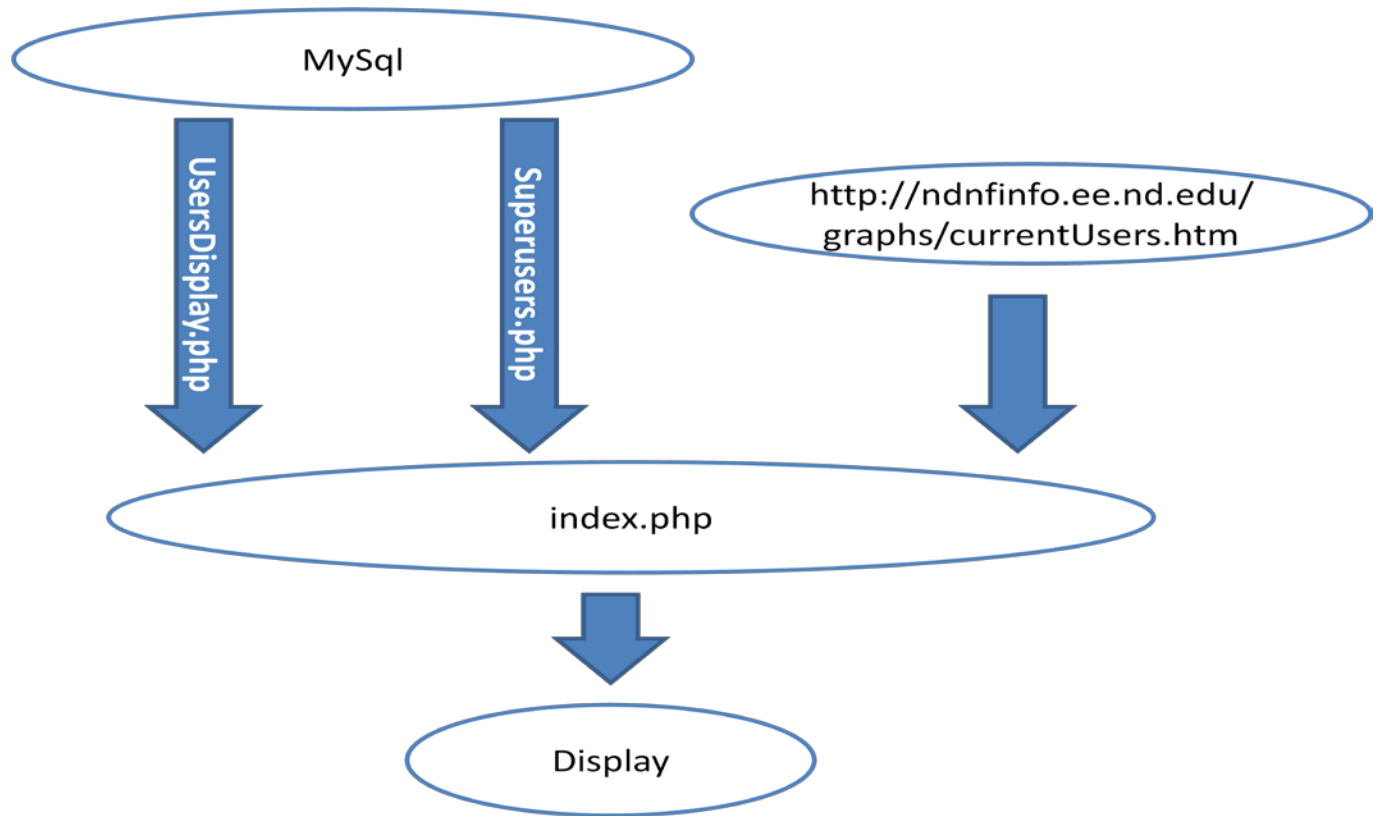 MySql
UsersDisplay.php
Superusers.php
http://ndnfinfo.ee.nd.edu/
graphs/currentUsers.htm
index.php
Display